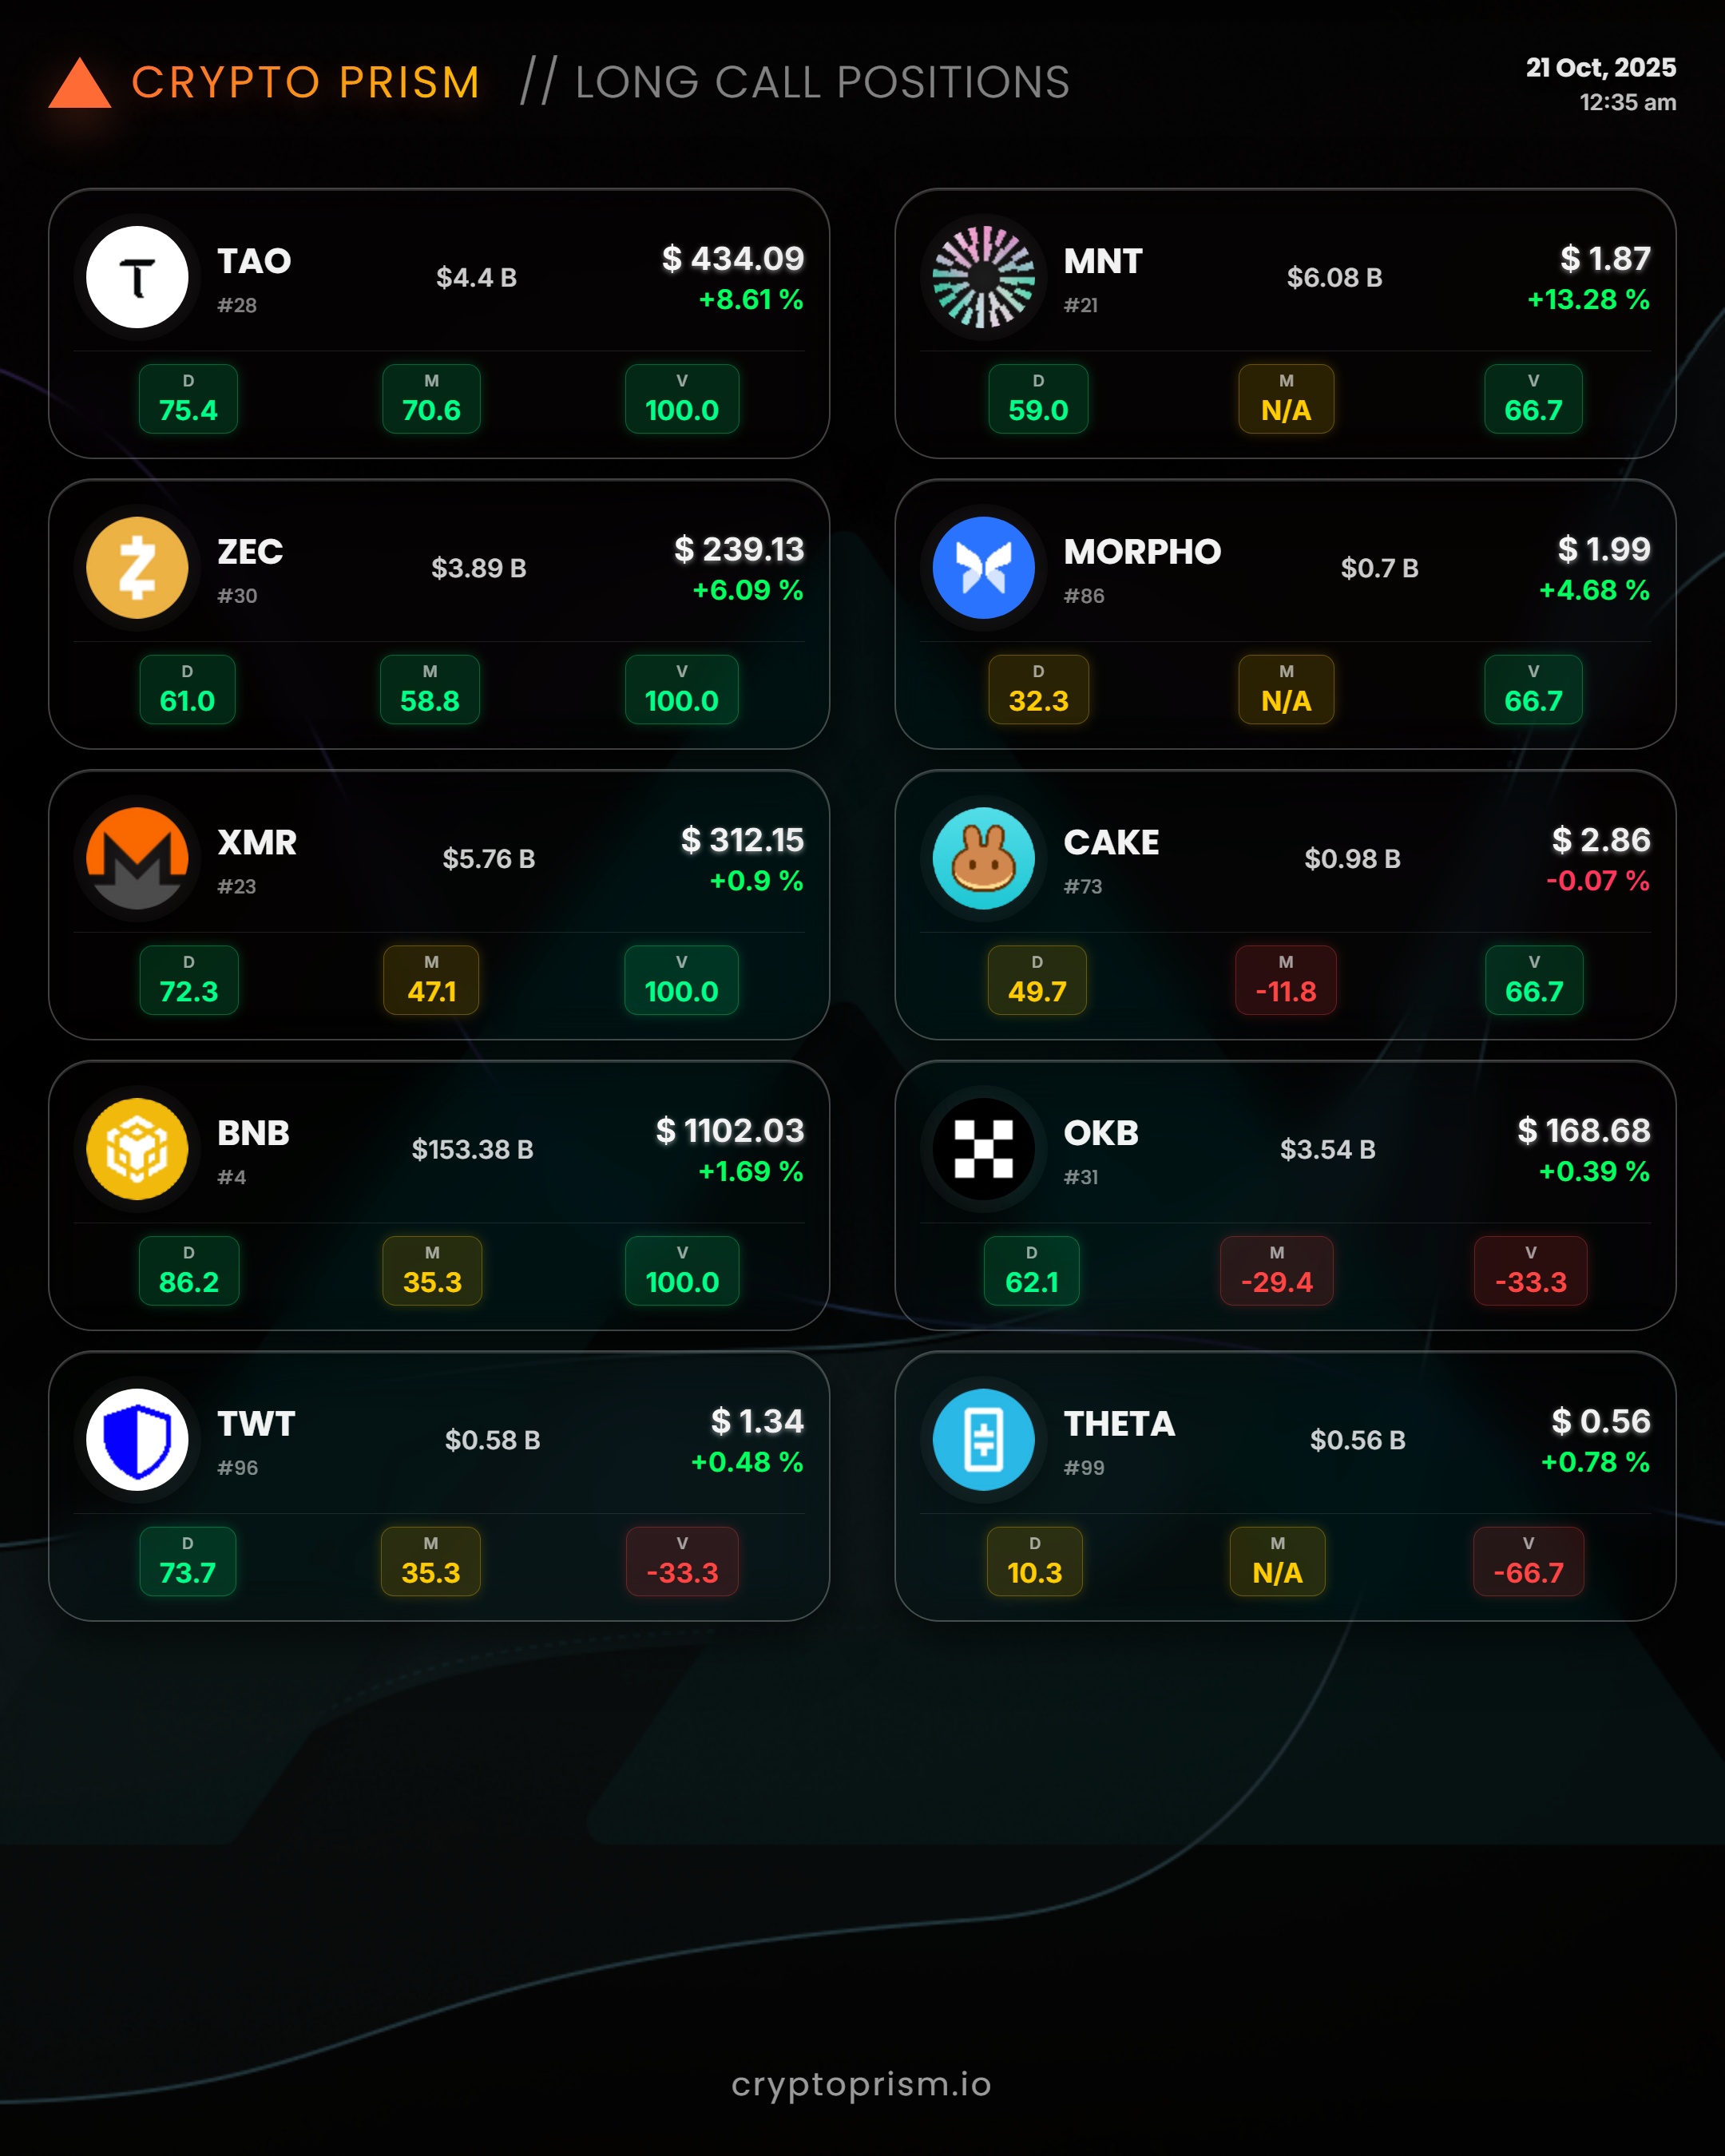 CRYPTO PRISM // LONG CALL POSITIONS
21 Oct, 2025
12:35 am
TAO
#28
$4.4 B
$ 434.09
+8.61 %
D
75.4
M
70.6
V
100.0
MNT
#21
$6.08 B
$ 1.87
+13.28 %
D
59.0
M
N/A
V
66.7
ZEC
#30
$3.89 B
$ 239.13
+6.09 %
D
61.0
M
58.8
V
100.0
MORPHO
#86
$0.7 B
$ 1.99
+4.68 %
D
32.3
M
N/A
V
66.7
XMR
#23
$5.76 B
$ 312.15
+0.9 %
D
72.3
M
47.1
V
100.0
CAKE
#73
$0.98 B
$ 2.86
-0.07 %
D
49.7
M
-11.8
V
66.7
BNB
#4
$153.38 B
$ 1102.03
+1.69 %
D
86.2
M
35.3
V
100.0
OKB
#31
$3.54 B
$ 168.68
+0.39 %
D
62.1
M
-29.4
V
-33.3
TWT
#96
$0.58 B
$ 1.34
+0.48 %
D
73.7
M
35.3
V
-33.3
THETA
#99
$0.56 B
$ 0.56
+0.78 %
D
10.3
M
N/A
V
-66.7
cryptoprism.io